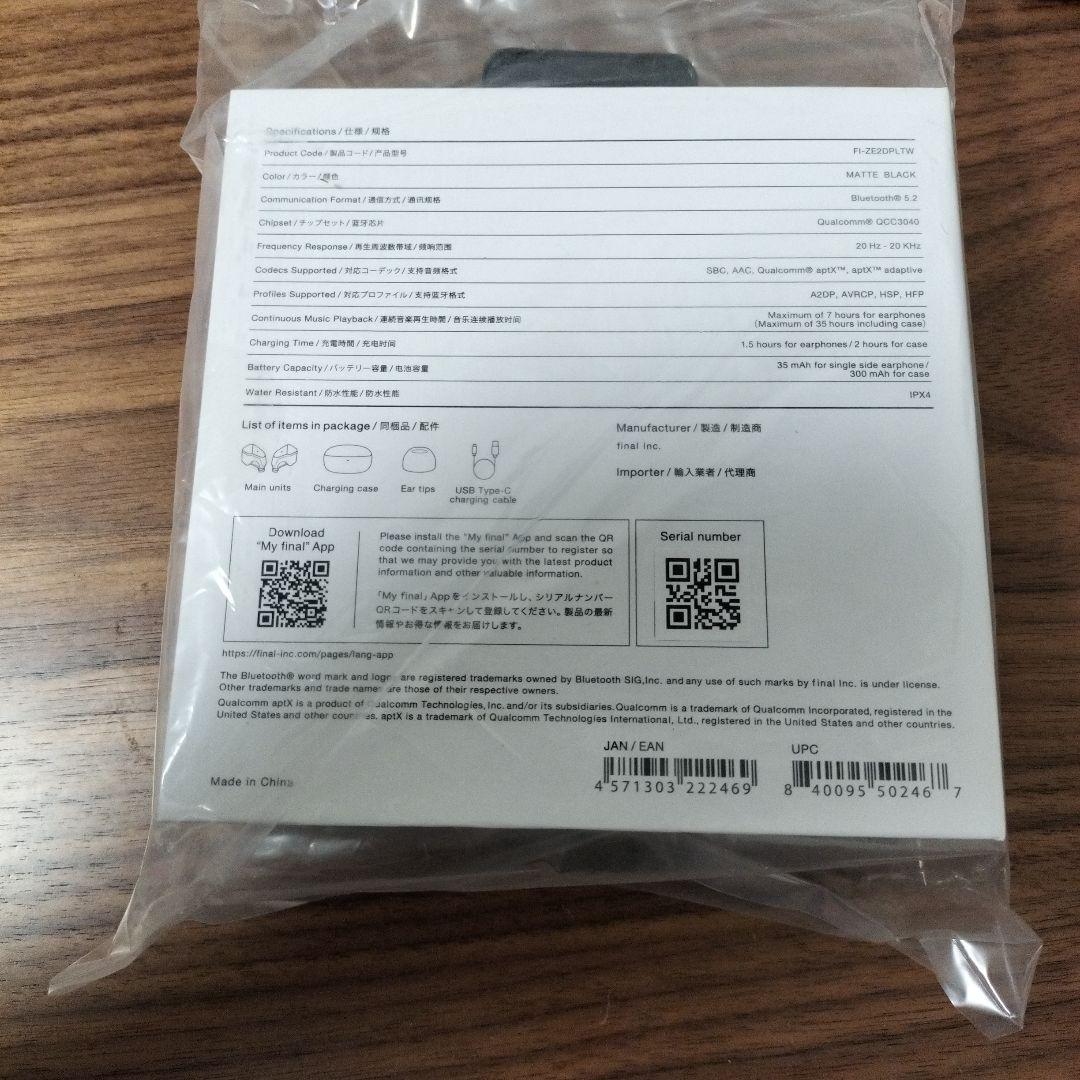 Specifications / 仕様 / 规格
Product Code / 製品コード / 产品型号 FI-ZE2DPLTW
Color / カラー / 颜色 MATTE BLACK
Communication Format / 通信方式 / 通讯规格 Bluetooth® 5.2
Chipset / チップセット / 蓝牙芯片 Qualcomm® QCC3040
Frequency Response / 再生周波数帯域 / 频响范围 20 Hz - 20 KHz
Codecs Supported / 対応コーデック / 支持音频格式 SBC, AAC, Qualcomm® aptX™, aptX™ adaptive
Profiles Supported / 対応プロファイル / 支持蓝牙格式 A2DP, AVRCP, HSP, HFP
Continuous Music Playback / 連続音楽再生時間 / 音乐连接播放时间 Maximum of 7 hours for earphones
(Maximum of 35 hours including case)
Charging Time / 充電時間 / 充电时间 1.5 hours for earphones / 2 hours for case
Battery Capacity / バッテリー容量 / 电池容量 35 mAh for single side earphone /
300 mAh for case
Water Resistant / 防水性能 / 防水性能 IPX4
List of items in package / 同梱品 / 配件
Main units Charging case Ear tips USB Type-C
charging cable
Manufacturer / 製造 / 制造商
final Inc.
Importer / 輸入業者 / 代理商
Download
"My final" App
Please install the "My final" App and scan the QR
code containing the serial number to register so
that we may provide you with the latest product
information and other valuable information.
「My final」Appをインストールし、シリアルナンバー
QRコードをスキャンして登録してください。製品の最新
情報やお得な情報をお届けします。
Serial number
https://final-inc.com/pages/lang-app
The Bluetooth® word mark and logo are registered trademarks owned by Bluetooth SIG,Inc. and any use of such marks by final Inc. is under license.
Other trademarks and trade names are those of their respective owners.
Qualcomm aptX is a product of Qualcomm Technologies, Inc. and/or its subsidiaries. Qualcomm is a trademark of Qualcomm Incorporated, registered in the
United States and other countries. aptX is a trademark of Qualcomm Technologies International, Ltd., registered in the United States and other countries.
Made in China
JAN / EAN
4 571303 222469
UPC
8 40095 50246 7